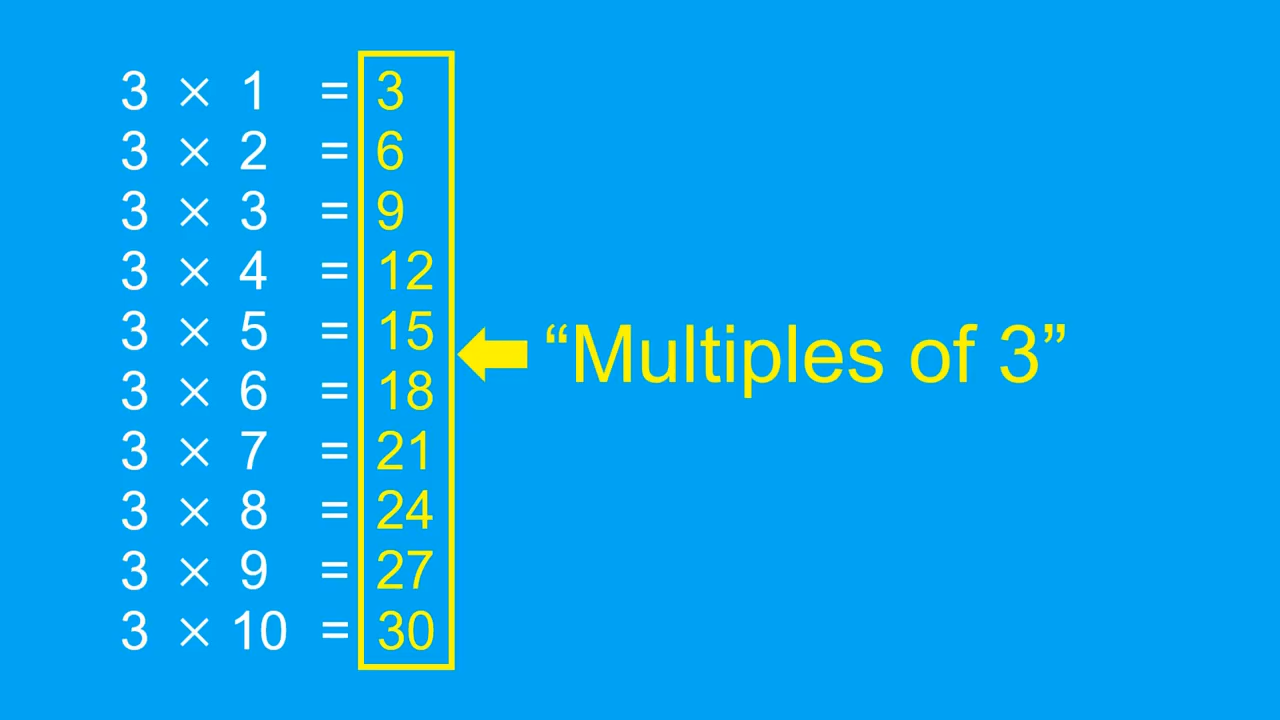 3 × 1 = 3
3 × 2 = 6
3 × 3 = 9
3 × 4 = 12
3 × 5 = 15
3 × 6 = 18
3 × 7 = 21
3 × 8 = 24
3 × 9 = 27
3 × 10 = 30
“Multiples of 3”